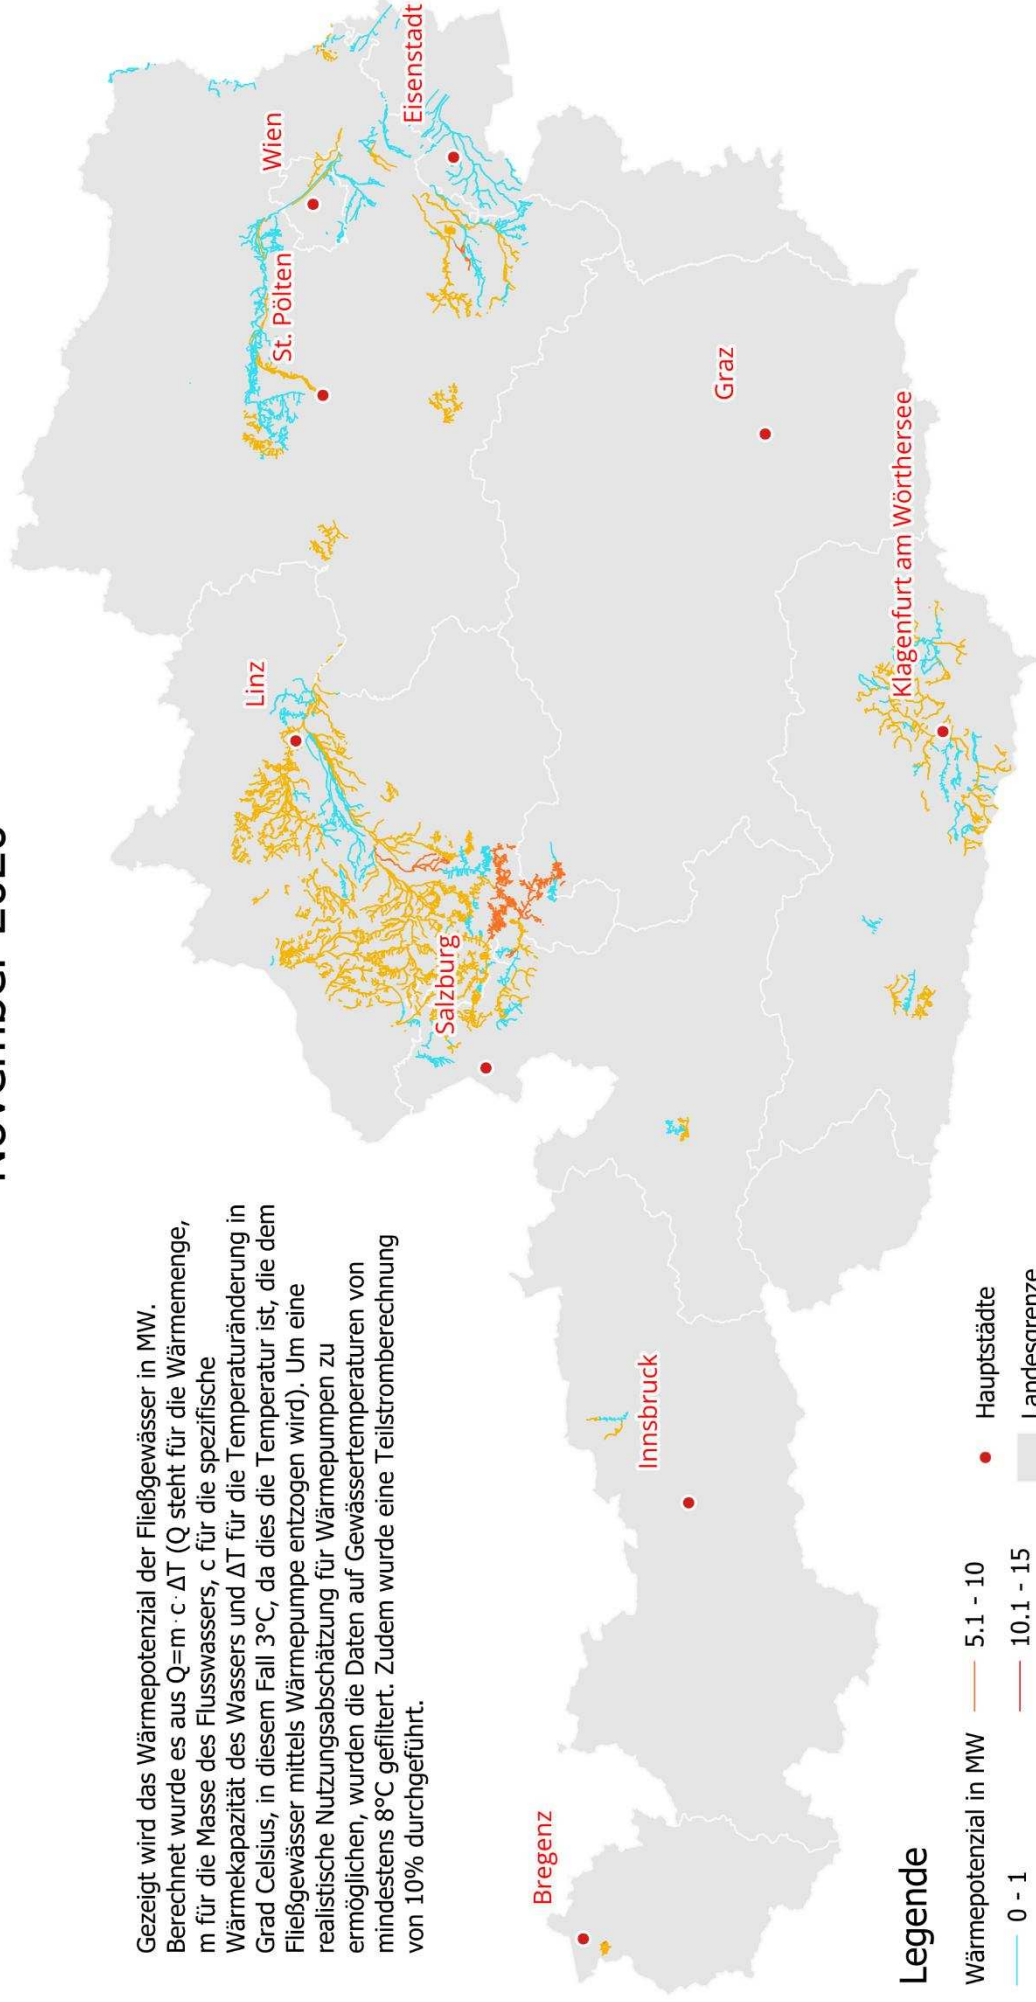 Gezeigt wird das Wärmepotenzial der Fließgewässer in MW.
Berechnet wurde es aus Q=m·c·ΔT (Q steht für die Wärmemenge,
m für die Masse des Flusswassers, c für die spezifische
Wärmekapazität des Wassers und ΔT für die Temperaturänderung in
Grad Celsius, in diesem Fall 3°C, da dies die Temperatur ist, die dem
Fließgewässer mittels Wärmepumpe entzogen wird). Um eine
realistische Nutzungsabschätzung für Wärmepumpen zu
ermöglichen, wurden die Daten auf Gewässertemperaturen von
mindestens 8°C gefiltert. Zudem wurde eine Teilstromberechnung
von 10% durchgeführt.
Linz
St. Pölten
Wien
Eisenstadt
Salzburg
Bregenz
Innsbruck
Graz
Klagenfurt am Wörthersee
Legende
Wärmepotenzial in MW
0 - 1
5.1 - 10
10.1 - 15
Hauptstädte
Landesgrenze